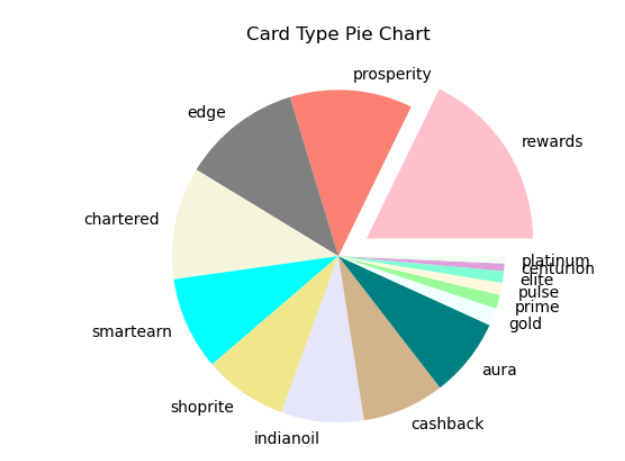 Card Type Pie Chart
prosperity
edge
rewards
chartered
platinum
centurion
elite
pulse
prime
gold
smartearn
aura
shoprite
cashback
indianoil